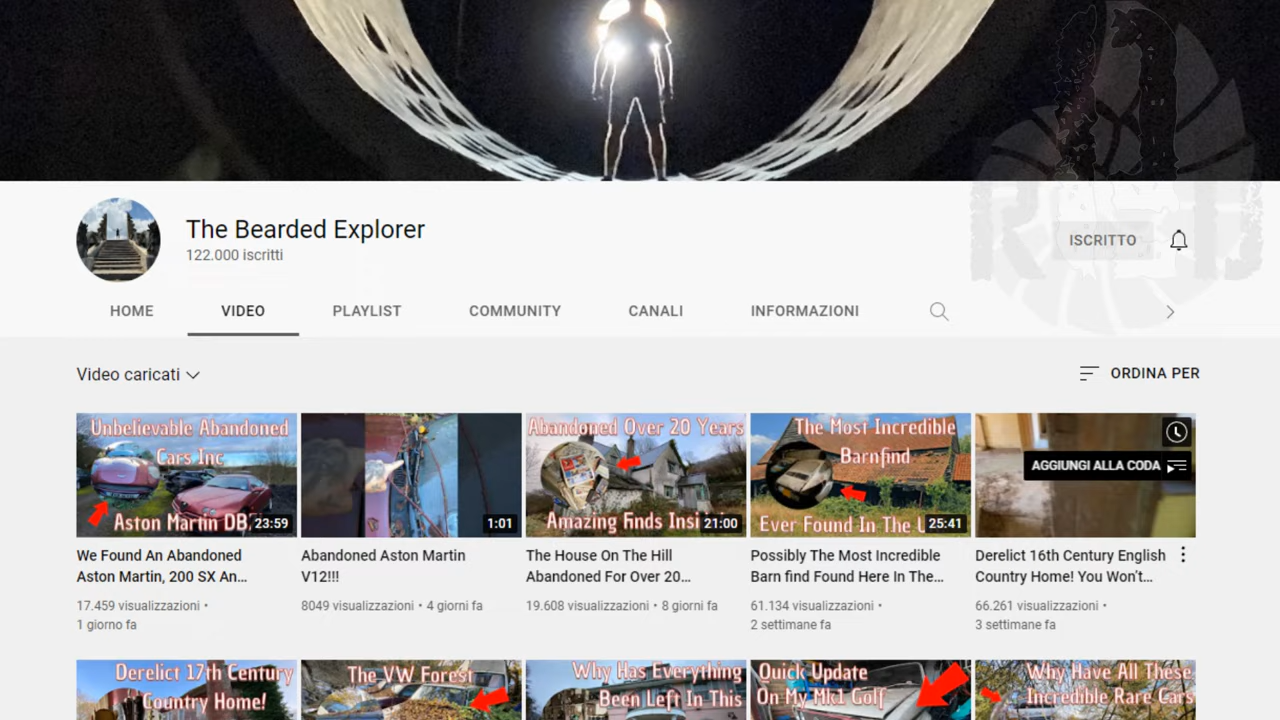 The Bearded Explorer
122.000 iscritti
ISCRITTO
HOME VIDEO PLAYLIST COMMUNITY CANALI INFORMAZIONI
Video caricati
ORDINA PER
Unbelievable Abandoned
Cars Inc
Aston Martin DB
23:59
1:01
Abandoned Over 20 Years
Amazing finds Insi
21:00
The Most Incredible
Barnfind
Ever Found In The U
25:41
AGGIUNGI ALLA CODA
We Found An Abandoned
Aston Martin, 200 SX An...
17.459 visualizzazioni •
1 giorno fa
Abandoned Aston Martin
V12!!!
8049 visualizzazioni • 4 giorni fa
The House On The Hill
Abandoned For Over 20...
19.608 visualizzazioni • 8 giorni fa
Possibly The Most Incredible
Barn find Found Here In The...
61.134 visualizzazioni •
2 settimane fa
Derelict 16th Century English
Country Home! You Won't...
66.261 visualizzazioni •
3 settimane fa
Derelict 17th Century
Country Home!
The VW Forest
Why Has Everything
Been Left In This
Quick Update
On My Mk1 Golf
Why Have All These
Incredible Rare Cars